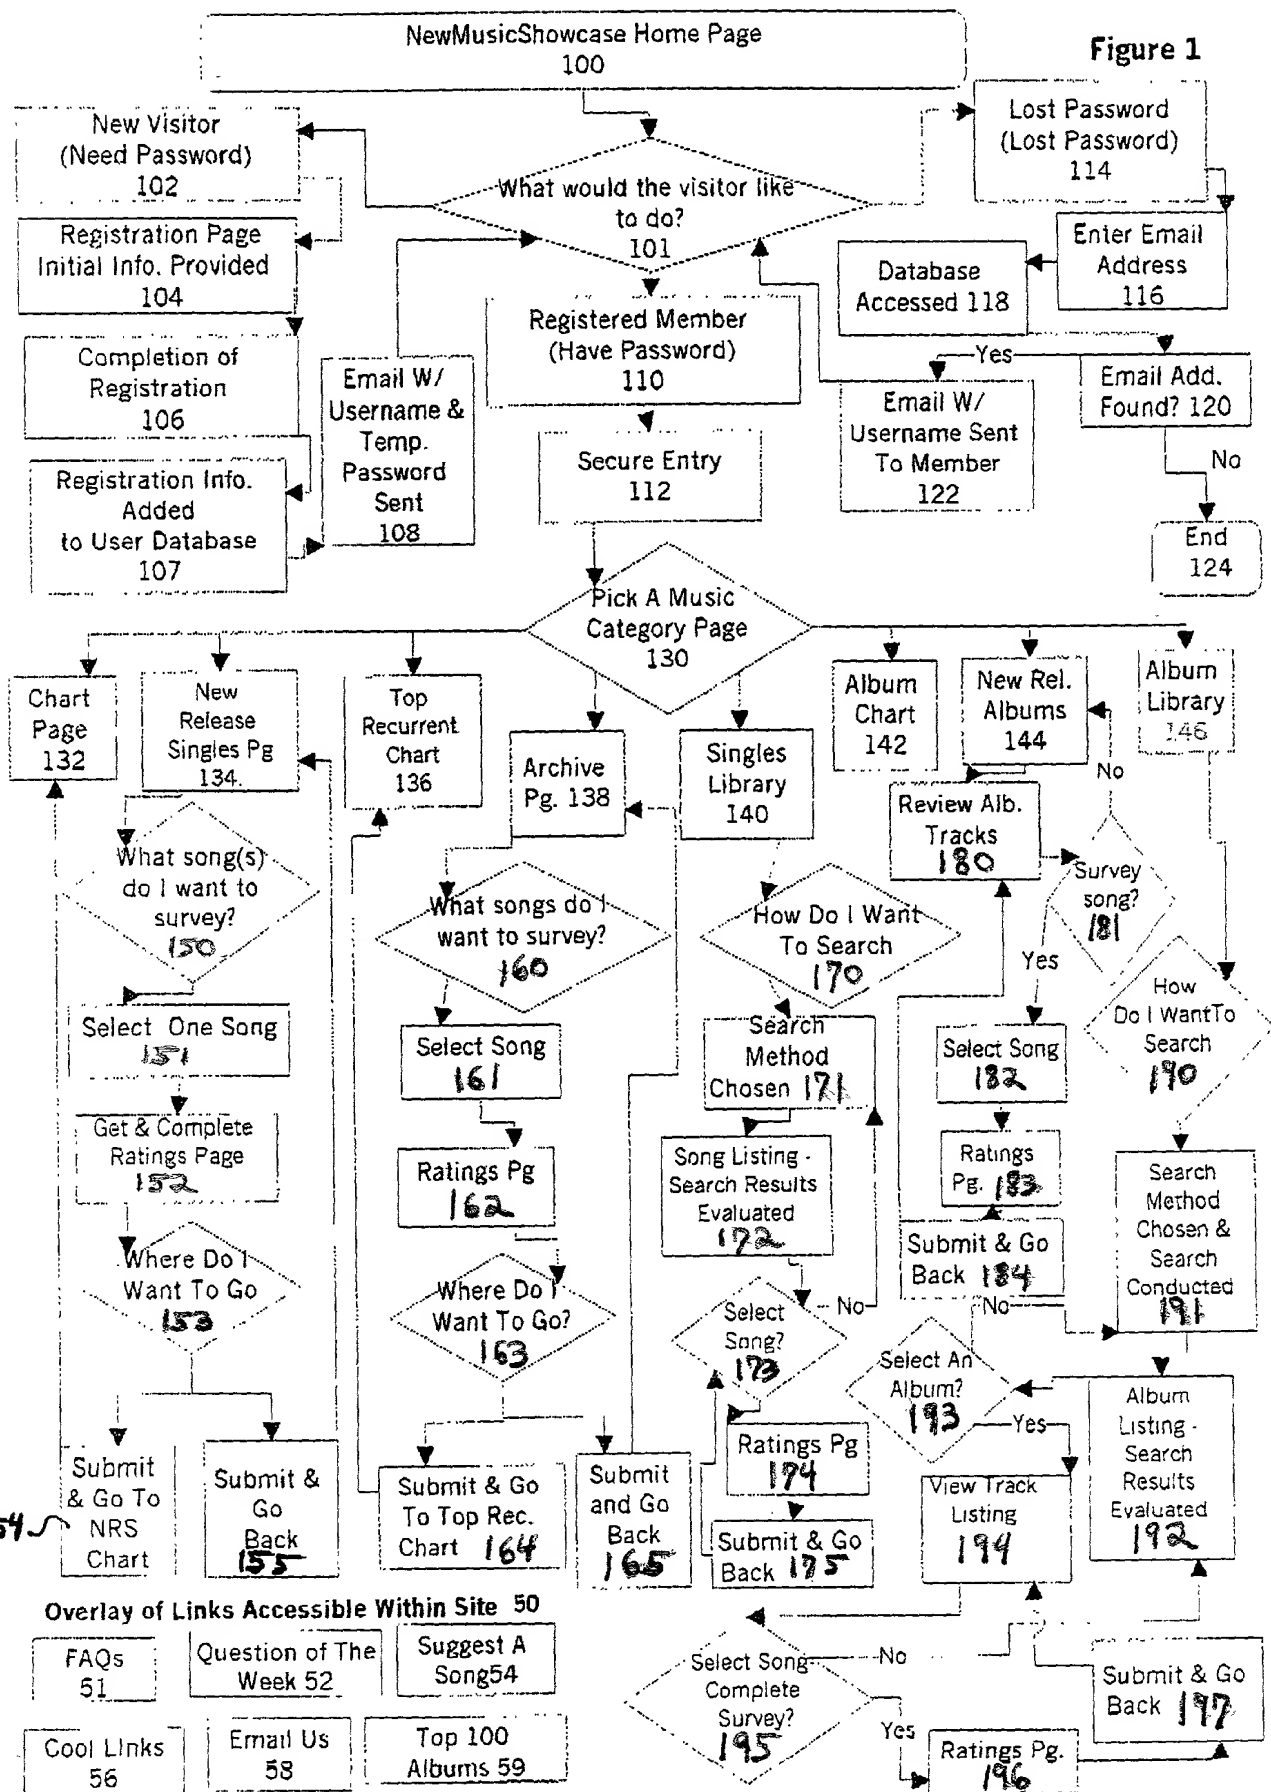 NewMusicShowcase Home Page
100
Figure 1
New Visitor
(Need Password)
102
What would the visitor like
to do?
101
Lost Password
(Lost Password)
114
Registration Page
Initial Info. Provided
104
Enter Email
Address
116
Database
Accessed 118
Registered Member
(Have Password)
110
Completion of
Registration
106
Email W/
Username &
Temp.
Password
Sent
108
Yes
Email Add.
Found? 120
Email W/
Username Sent
To Member
122
No
Secure Entry
112
Registration Info.
Added
to User Database
107
End
124
Pick A Music
Category Page
130
Chart
Page
132
New
Release
Singles Pg
134.
Top
Recurrent
Chart
136
Archive
Pg. 138
Singles
Library
140
Album
Chart
142
New Rel.
Albums
144
Album
Library
146
No
Review Alb.
Tracks
180
Survey
song?
181
Yes
What song(s)
do I want to
survey?
150
What songs do I
want to survey?
160
How Do I Want
To Search
170
How
Do I WantTo
Search
190
Select One Song
151
Select Song
161
Search
Method
Chosen 171
Select Song
182
Get & Complete
Ratings Page
152
Ratings Pg
162
Song Listing -
Search Results
Evaluated
172
Ratings
Pg. 183
Search
Method
Chosen &
Search
Conducted
191
Submit & Go
Back 184
Where Do I
Want To Go
153
Where Do I
Want To Go?
163
Select
Song?
173
No
No
Select An
Album?
193
Yes
Album
Listing -
Search
Results
Evaluated
192
Submit
& Go To
NRS
Chart
54
Submit &
Go
Back
155
Submit & Go
To Top Rec.
Chart 164
Submit
and Go
Back
165
Ratings Pg
174
Submit & Go
Back 175
View Track
Listing
194
Overlay of Links Accessible Within Site 50
FAQs
51
Question of The
Week 52
Suggest A
Song54
Select Song
Complete
Survey?
195
No
Yes
Submit & Go
Back 197
Cool Links
56
Email Us
58
Top 100
Albums 59
Ratings Pg.
196